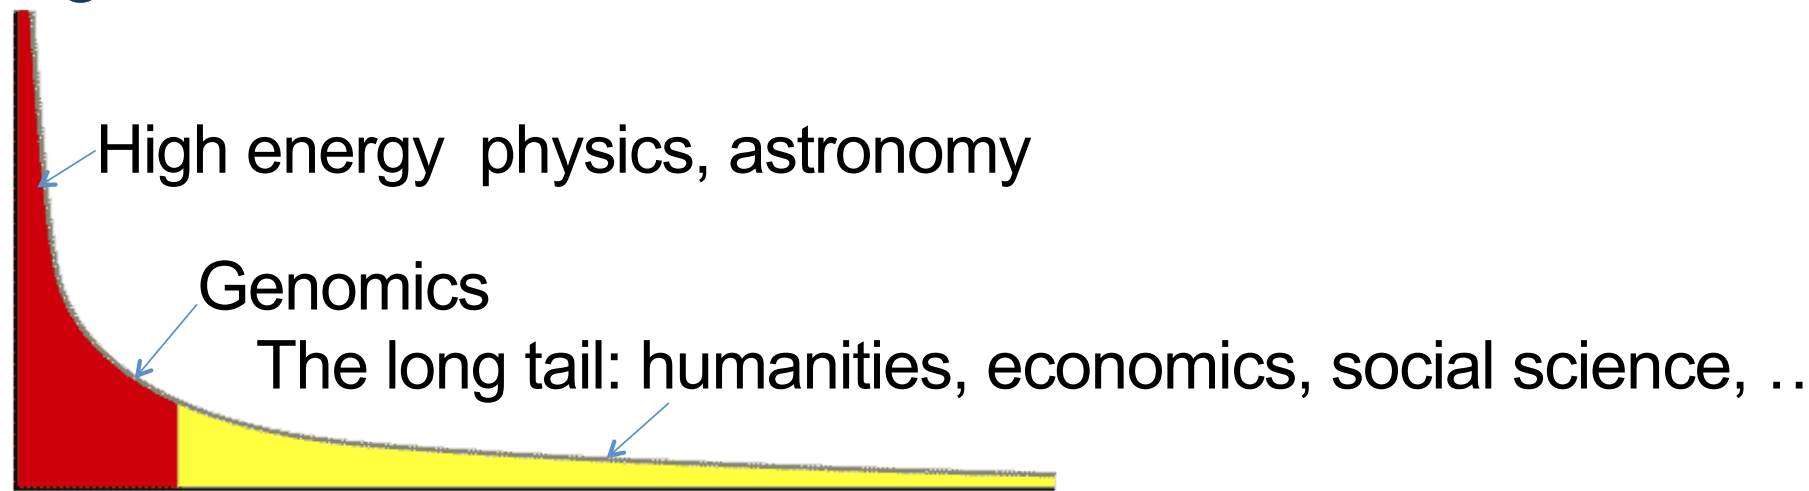 High energy  physics, astronomy
Genomics
The long tail: humanities, economics, social science, ..